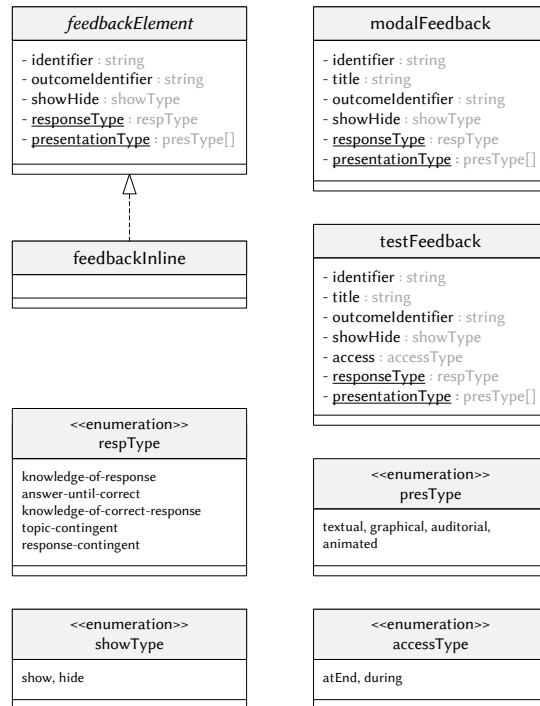 feedbackElement
- identifier : string
- outcomeIdentifier : string
- showHide : showType
- responseType : respType
- presentationType : presType[]
feedbackInline
modalFeedback
- identifier : string
- title : string
- outcomeIdentifier : string
- showHide : showType
- responseType : respType
- presentationType : presType[]
testFeedback
- identifier : string
- title : string
- outcomeIdentifier : string
- showHide : showType
- access : accessType
- responseType : respType
- presentationType : presType[]
<<enumeration>>
respType
knowledge-of-response
answer-until-correct
knowledge-of-correct-response
topic-contingent
response-contingent
<<enumeration>>
presType
textual, graphical, auditorial,
animated
<<enumeration>>
showType
show, hide
<<enumeration>>
accessType
atEnd, during